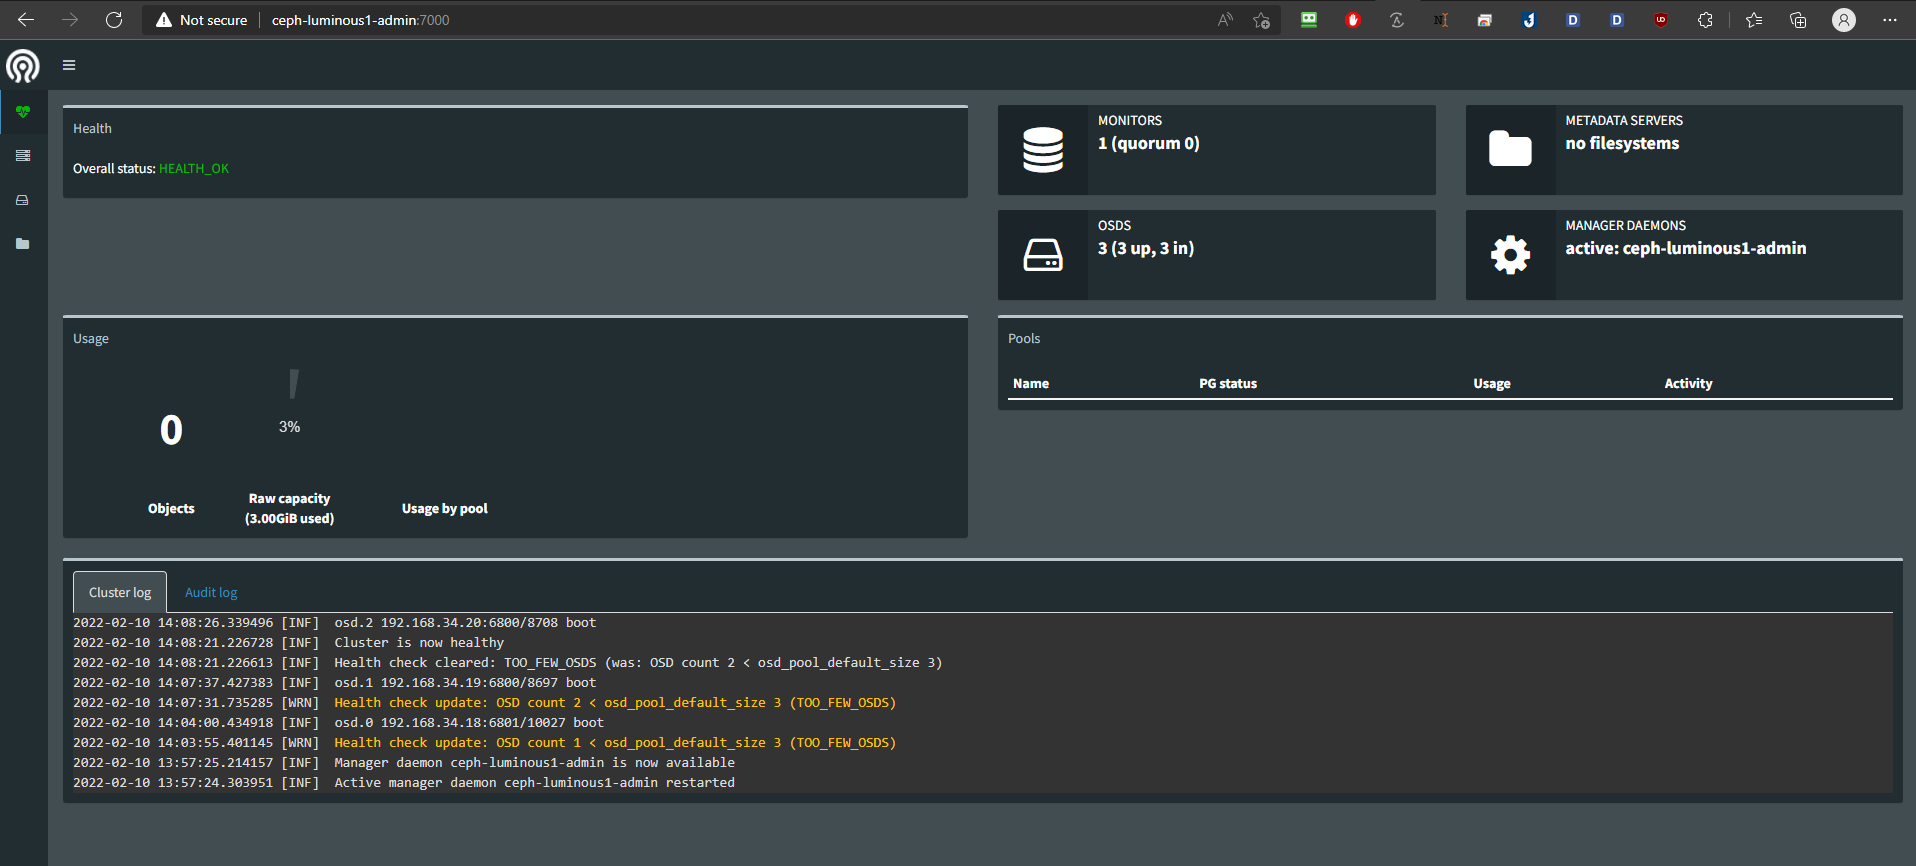 Not secure
ceph-luminous1-admin:7000
Health
Overall status: HEALTH_OK
MONITORS
1 (quorum 0)
METADATA SERVERS
no filesystems
OSDS
3 (3 up, 3 in)
MANAGER DAEMONS
active: ceph-luminous1-admin
Usage
0
Objects
3%
Raw capacity
(3.00GiB used)
Usage by pool
Pools
Name PG status Usage Activity
Cluster log Audit log
2022-02-10 14:08:26.339496 [INF] osd.2 192.168.34.20:6800/8708 boot
2022-02-10 14:08:21.226728 [INF] Cluster is now healthy
2022-02-10 14:08:21.226613 [INF] Health check cleared: TOO_FEW_OSDS (was: OSD count 2 < osd_pool_default_size 3)
2022-02-10 14:07:37.427383 [INF] osd.1 192.168.34.19:6800/8697 boot
2022-02-10 14:07:31.735285 [WRN] Health check update: OSD count 2 < osd_pool_default_size 3 (TOO_FEW_OSDS)
2022-02-10 14:04:00.434918 [INF] osd.0 192.168.34.18:6801/10027 boot
2022-02-10 14:03:55.401145 [WRN] Health check update: OSD count 1 < osd_pool_default_size 3 (TOO_FEW_OSDS)
2022-02-10 13:57:25.214157 [INF] Manager daemon ceph-luminous1-admin is now available
2022-02-10 13:57:24.303951 [INF] Active manager daemon ceph-luminous1-admin restarted